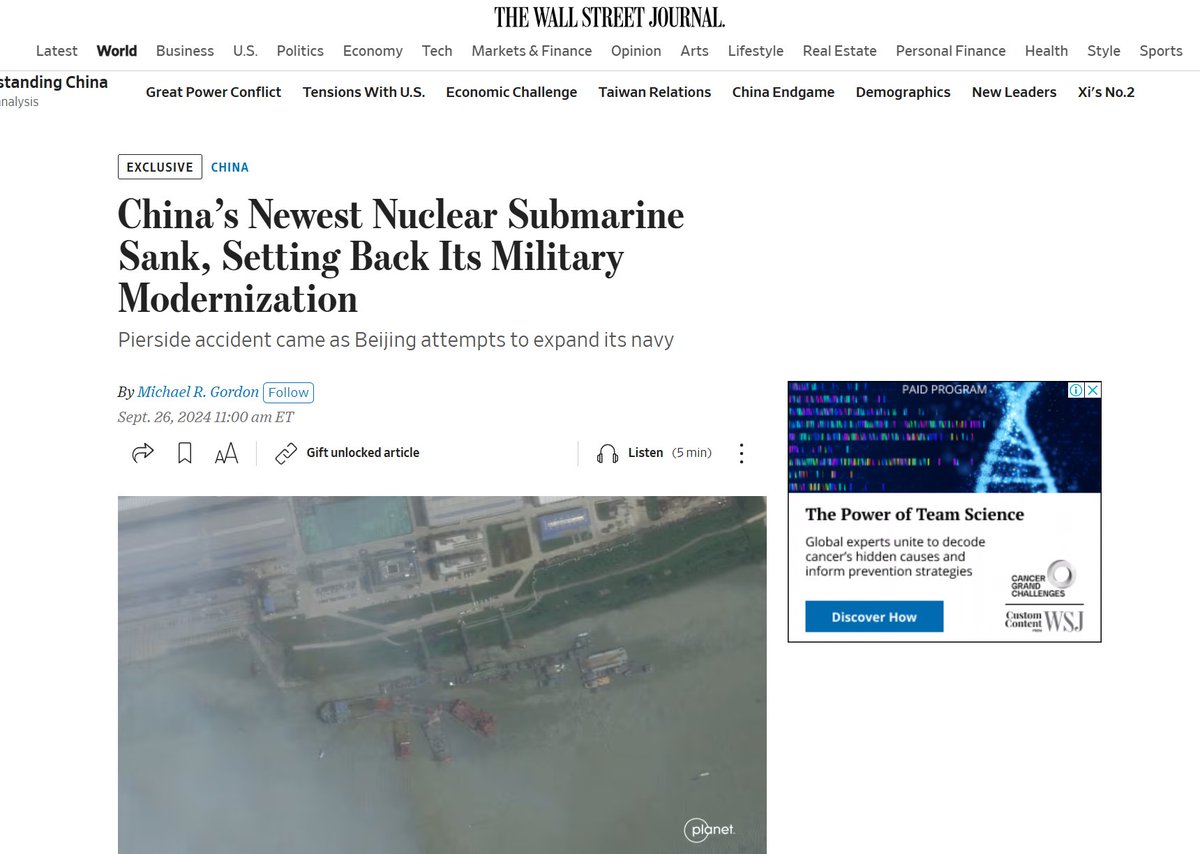 THE WALL STREET JOURNAL.
Latest World Business U.S. Politics Economy Tech Markets & Finance Opinion Arts Lifestyle Real Estate Personal Finance Health Style Sports
standing China
nalysis
Great Power Conflict Tensions With U.S. Economic Challenge Taiwan Relations China Endgame Demographics New Leaders Xi's No.2
EXCLUSIVE CHINA
China's Newest Nuclear Submarine
Sank, Setting Back Its Military
Modernization
Pierside accident came as Beijing attempts to expand its navy
By Michael R. Gordon Follow
Sept. 26, 2024 11:00 am ET
AA Gift unlocked article Listen (5 min)
planet.
PAID PROGRAM
The Power of Team Science
Global experts unite to decode
cancer's hidden causes and
inform prevention strategies
Discover How
CANCER
GRAND
CHALLENGES
Custom
Content
FROM
WSJ